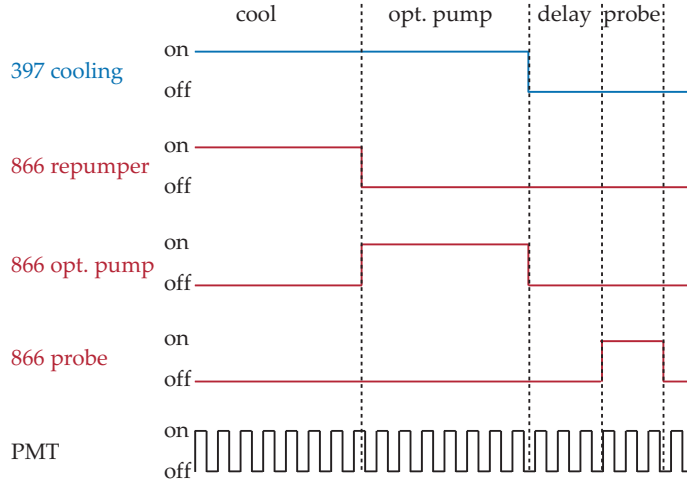 cool opt. pump delay probe
on
397 cooling
off
on
866 repumper
off
on
866 opt. pump
off
on
866 probe
off
on
PMT
off